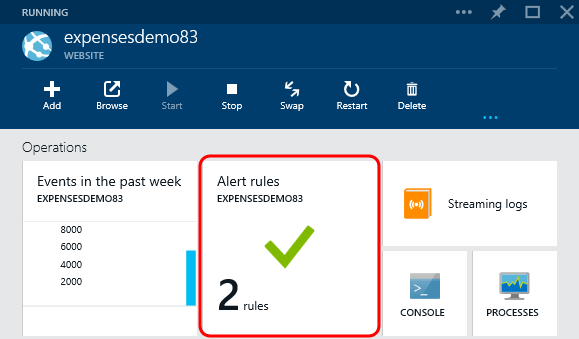 RUNNING
expensesdemo83
WEBSITE
Add Browse Start Stop Swap Restart Delete
Operations
Events in the past week
EXPENSESDEMO83
8000
6000
4000
2000
Alert rules
EXPENSESDEMO83
2 rules
Streaming logs
CONSOLE
PROCESSES